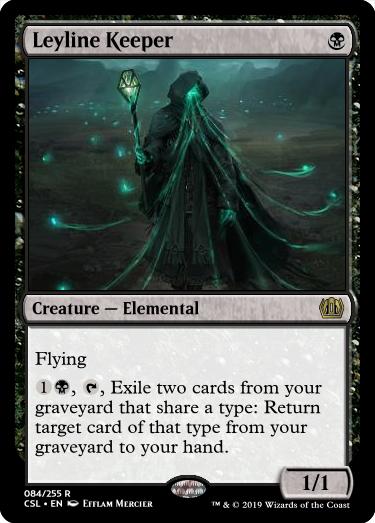 Leyline Keeper
Creature — Elemental
Flying
1, , Exile two cards from your
graveyard that share a type: Return
target card of that type from your
graveyard to your hand.
1/1
084/255 R
CSL • EN Efflam Mercier
™ & © 2019 Wizards of the Coast